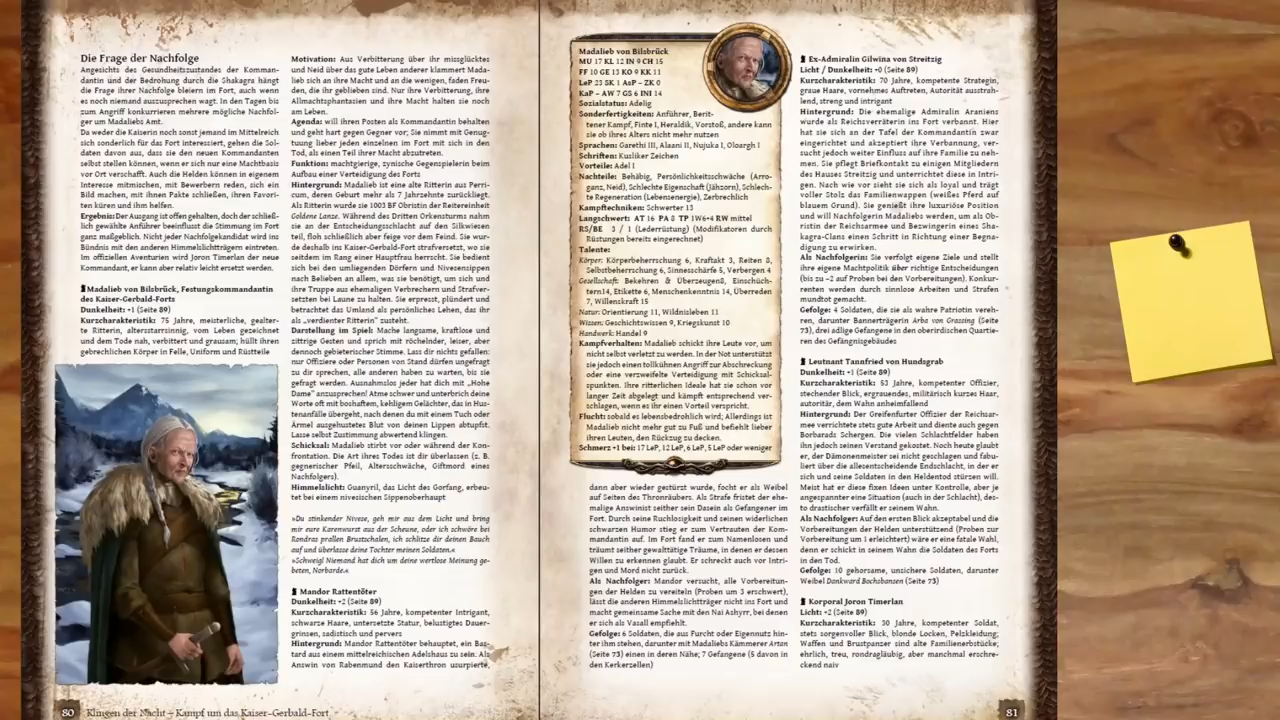 Die Frage der Nachfolge
Angesichts des Gesundheitszustandes der Komman-
dantin und der Bedrohung durch die Shakagra hängt
die Frage ihrer Nachfolge bleiern im Fort, auch wenn
es noch niemand auszusprechen wagt. In den Tagen bis
zum Angriff konkurrieren mehrere mögliche Nachfol-
ger um Madaliebs Amt.
Da weder die Kaiserin noch sonst jemand im Mittelreich
sich sonderlich für das Fort interessiert, gehen die Sol-
daten davon aus, dass sie den neuen Kommandanten
selbst stellen können, wenn er sich nur eine Machtbasis
vor Ort verschafft. Auch die Helden können in eigenem
Interesse mitmischen, mit Bewerbern reden, sich ein
Bild machen, mit ihnen Pakte schließen, ihren Favori-
ten küren und ihm helfen.
Ergebnis: Der Ausgang ist offen gehalten, doch der schließ-
lich gewählte Anführer beeinflusst die Stimmung im Fort
ganz maßgeblich. Nicht jeder Nachfolgekandidat wird ins
Bündnis mit den anderen Himmelslichtträgern eintreten.
Im offiziellen Aventurien wird Joron Timerlan der neue
Kommandant, er kann aber relativ leicht ersetzt werden.
Madalieb von Bilsbrück, Festungskommandantin
des Kaiser-Gerbald-Forts
Dunkelheit: +1 (Seite 89)
Kurzcharakteristik: 75 Jahre, meisterliche, gealter-
te Ritterin, altersstarrsinnig, vom Leben gezeichnet
und dem Tode nah, verbittert und grausam; hüllt ihren
gebrechlichen Körper in Felle, Uniform und Rüstteile
Motivation: Aus Verbitterung über ihr missglücktes
und Neid über das gute Leben anderer klammert Mada-
lieb sich an ihre Macht und an die wenigen, faden Freu-
den, die ihr geblieben sind. Nur ihre Verbitterung, ihre
Allmachtsphantasien und ihre Macht halten sie noch
am Leben.
Agenda: will ihren Posten als Kommandantin behalten
und geht hart gegen Gegner vor; Sie nimmt mit Genug-
tuung lieber jeden einzelnen im Fort mit sich in den
Tod, als einen Teil ihrer Macht abzutreten.
Funktion: machtgierige, zynische Gegenspielerin beim
Aufbau einer Verteidigung des Forts
Hintergrund: Madalieb ist eine alte Ritterin aus Perri-
cum, deren Geburt mehr als 7 Jahrzehnte zurückliegt.
Als Ritterin wurde sie 1003 BF Obristin der Reitereinheit
Goldene Lanze. Während des Dritten Orkensturms nahm
sie an der Entscheidungsschlacht auf den Silkwiesen
teil, floh schließlich aber feige vor dem Feind. Sie wur-
de deshalb ins Kaiser-Gerbald-Fort strafversetzt, wo sie
seitdem im Rang einer Hauptfrau herrscht. Sie bedient
sich bei den umliegenden Dörfern und Nivesensippen
nach Belieben an allem, was sie benötigt, um sich und
ihre Truppe aus ehemaligen Verbrechern und Strafver-
setzten bei Laune zu halten. Sie erpresst, plündert und
betrachtet das Umland als persönliches Lehen, das ihr
als „verdienter Ritterin“ zusteht.
Darstellung im Spiel: Mache langsame, kraftlose und
zittrige Gesten und sprich mit röchelnder, leiser, aber
dennoch gebieterischer Stimme. Lass dir nichts gefallen:
nur Offiziere oder Personen von Stand dürfen ungefragt
zu dir sprechen, alle anderen haben zu warten, bis sie
gefragt werden. Ausnahmslos jeder hat dich mit „Hohe
Dame“ anzusprechen! Atme schwer und unterbrich deine
Worte oft mit boshaftem, kehligem Gelächter, das in Hus-
tenanfälle übergeht, nach denen du mit einem Tuch oder
Ärmel ausgehustetes Blut von deinen Lippen abtupfst.
Lasse selbst Zustimmung abwertend klingen.
Schicksal: Madalieb stirbt vor oder während der Kon-
frontation. Die Art ihres Todes ist dir überlassen (z. B.
gegnerischer Pfeil, Altersschwäche, Giftmord eines
Nachfolgers).
Himmelslicht: Guanyril, das Licht des Gorfang, erbeu-
tet bei einem nivesischen Sippenoberhaupt
»Du stinkender Nivese, geh mir aus dem Licht und bring
mir eure Karenwurst aus der Scheune, oder ich schwöre bei
Rondras prallen Brustschalen, ich schlitze dir deinen Bauch
auf und überlasse deine Tochter meinen Soldaten.«
»Schweig! Niemand hat dich um deine wertlose Meinung ge-
beten, Norbarde.«
Mandor Rattentöter
Dunkelheit: +2 (Seite 89)
Kurzcharakteristik: 56 Jahre, kompetenter Intrigant,
schwarze Haare, untersetzte Statur, belustigtes Dauer-
grinsen, sadistisch und pervers
Hintergrund: Mandor Rattentöter behauptet, ein Bas-
tard aus einem mittelreichischen Adelshaus zu sein. Als
Answin von Rabenmund den Kaiserthron usurpierte,
80 Klingen der Nacht – Kampf um das Kaiser-Gerbald-Fort
Madalieb von Bilsbrück
MU 17 KL 12 IN 9 CH 15
FF 10 GE 13 KO 9 KK 11
LeP 23 SK 1 AsP – ZK 0
KaP – AW 7 GS 6 INI 14
Sozialstatus: Adelig
Sonderfertigkeiten: Anführer, Berit-
tener Kampf, Finte I, Heraldik, Vorstoß, andere kann
sie ob ihres Alters nicht mehr nutzen
Sprachen: Garethi III, Alaani II, Nujuka I, Oloargh I
Schriften: Kusliker Zeichen
Vorteile: Adel I
Nachteile: Behäbig, Persönlichkeitsschwäche (Arro-
ganz, Neid), Schlechte Eigenschaft (Jähzorn), Schlech-
te Regeneration (Lebensenergie), Zerbrechlich
Kampftechniken: Schwerter 13
Langschwert: AT 16 PA 8 TP 1W6+4 RW mittel
RS/BE 3 / 1 (Lederrüstung) (Modifikatoren durch
Rüstungen bereits eingerechnet)
Talente:
Körper: Körperbeherrschung 6, Kraftakt 3, Reiten 8,
Selbstbeherrschung 6, Sinnesschärfe 5, Verbergen 4
Gesellschaft: Bekehren & Überzeugen 8, Einschüch-
tern 14, Etikette 6, Menschenkenntnis 14, Überreden
7, Willenskraft 15
Natur: Orientierung 11, Wildnisleben 11
Wissen: Geschichtswissen 9, Kriegskunst 10
Handwerk: Handel 9
Kampfverhalten: Madalieb schickt ihre Leute vor, um
nicht selbst verletzt zu werden. In der Not unterstützt
sie jedoch einen tollkühnen Angriff zur Abschreckung
oder eine verzweifelte Verteidigung mit Schicksal-
spunkten. Ihre ritterlichen Ideale hat sie schon vor
langer Zeit abgelegt und kämpft entsprechend ver-
schlagen, wenn es ihr einen Vorteil verspricht.
Flucht: sobald es lebensbedrohlich wird; Allerdings ist
Madalieb nicht mehr gut zu Fuß und befiehlt lieber
ihren Leuten, den Rückzug zu decken.
Schmerz +1 bei: 17 LeP, 12 LeP, 6 LeP, 5 LeP oder weniger
dann aber wieder gestürzt wurde, focht er als Weibel
auf Seiten des Thronräubers. Als Strafe fristet der ehe-
malige Answinist seither sein Dasein als Gefangener im
Fort. Durch seine Ruchlosigkeit und seinen widerlichen
schwarzen Humor stieg er zum Vertrauten der Kom-
mandantin auf. Im Fort fand er zum Namenlosen und
träumt seither gewalttätige Träume, in denen er dessen
Willen zu erkennen glaubt. Er schreckt auch vor Intri-
gen und Mord nicht zurück.
Als Nachfolger: Mandor versucht, alle Vorbereitun-
gen der Helden zu vereiteln (Proben um 3 erschwert),
lässt die anderen Himmelslichtträger nicht ins Fort und
macht gemeinsame Sache mit den Nai Ashyrr, bei denen
er sich als Vasall empfiehlt.
Gefolge: 6 Soldaten, die aus Furcht oder Eigennutz hin-
ter ihm stehen, darunter mit Madaliebs Kämmerer Artan
(Seite 73) einen in deren Nähe; 7 Gefangene (5 davon in
den Kerkerzellen)
Ex-Admiralin Gilwina von Streitzig
Licht / Dunkelheit: +0 (Seite 89)
Kurzcharakteristik: 70 Jahre, kompetente Strategin,
graue Haare, vornehmes Auftreten, Autorität ausstrah-
lend, streng und intrigant
Hintergrund: Die ehemalige Admiralin Araniens
wurde als Reichsverräterin ins Fort verbannt. Hier
hat sie sich an der Tafel der Kommandantin zwar
eingerichtet und akzeptiert ihre Verbannung, ver-
sucht jedoch weiter Einfluss auf ihre Familie zu neh-
men. Sie pflegt Briefkontakt zu einigen Mitgliedern
des Hauses Streitzig und unterrichtet diese in Intri-
gen. Nach wie vor sieht sie sich als loyal und trägt
voller Stolz das Familienwappen (weißes Pferd auf
blauem Grund). Sie genießt ihre luxuriöse Position
und will Nachfolgerin Madaliebs werden, um als Ob-
ristin der Reichsarmee und Bezwingerin eines Sha-
kagra-Clans einen Schritt in Richtung einer Begna-
digung zu erwirken.
Als Nachfolgerin: Sie verfolgt eigene Ziele und stellt
ihre eigene Machtpolitik über richtige Entscheidungen
(bis zu –2 auf Proben bei den Vorbereitungen). Konkur-
renten werden durch sinnlose Arbeiten und Strafen
mundtot gemacht.
Gefolge: 4 Soldaten, die sie als wahre Patriotin vereh-
ren, darunter Bannerträgerin Arba von Grassing (Seite
73), drei adlige Gefangene in den oberirdischen Quartie-
ren des Gefängnisgebäudes
Leutnant Tannfried von Hundsgrab
Dunkelheit: +1 (Seite 89)
Kurzcharakteristik: 53 Jahre, kompetenter Offizier,
stechender Blick, ergrauendes, militärisch kurzes Haar,
autoritär, dem Wahn anheimfallend
Hintergrund: Der Greifenfurter Offizier der Reichsar-
mee verrichtete stets gute Arbeit und diente auch gegen
Borbarads Schergen. Die vielen Schlachtfelder haben
ihn jedoch seinen Verstand gekostet. Noch heute glaubt
er, der Dämonenmeister sei nicht geschlagen und fabu-
liert über die allesentscheidende Endschlacht, in der er
sich und seine Soldaten in den Heldentod stürzen will.
Meist hat er diese fixen Ideen unter Kontrolle, aber je
angespannter eine Situation (auch in der Schlacht), des-
to drastischer verfällt er seinem Wahn.
Als Nachfolger: Auf den ersten Blick akzeptabel und die
Vorbereitungen der Helden unterstützend (Proben zur
Vorbereitung um 1 erleichtert) wäre er eine fatale Wahl,
denn er schickt in seinem Wahn die Soldaten des Forts
in den Tod.
Gefolge: 10 gehorsame, unsichere Soldaten, darunter
Weibel Dankward Bochsbansen (Seite 73)
Korporal Joron Timerlan
Licht: +2 (Seite 89)
Kurzcharakteristik: 30 Jahre, kompetenter Soldat,
stets sorgenvoller Blick, blonde Locken, Pelzkleidung;
Waffen und Brustpanzer sind alte Familienerbstücke;
ehrlich, treu, rondragläubig, aber manchmal erschre-
ckend naiv
81